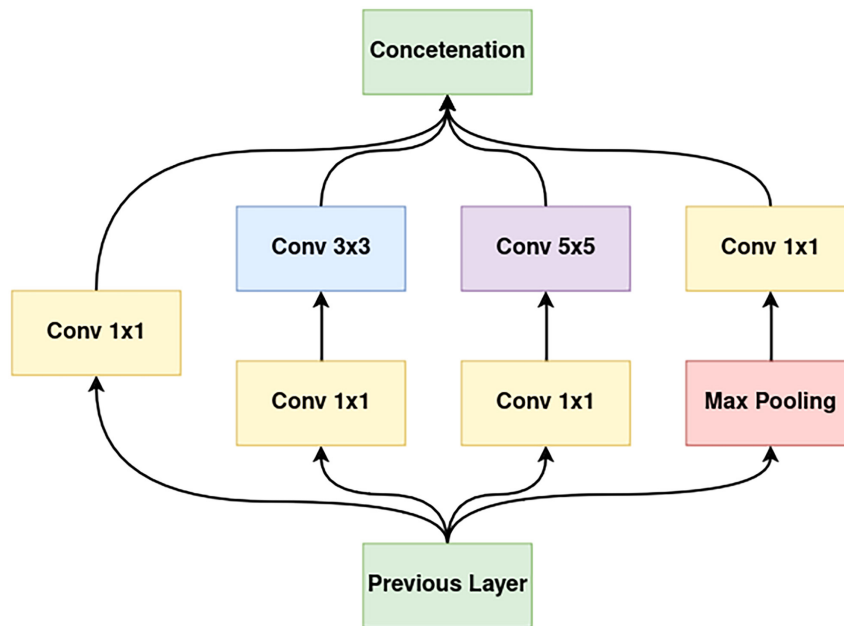 Concetenation
Conv 3x3
Conv 5x5
Conv 1x1
Conv 1x1
Conv 1x1
Conv 1x1
Max Pooling
Previous Layer